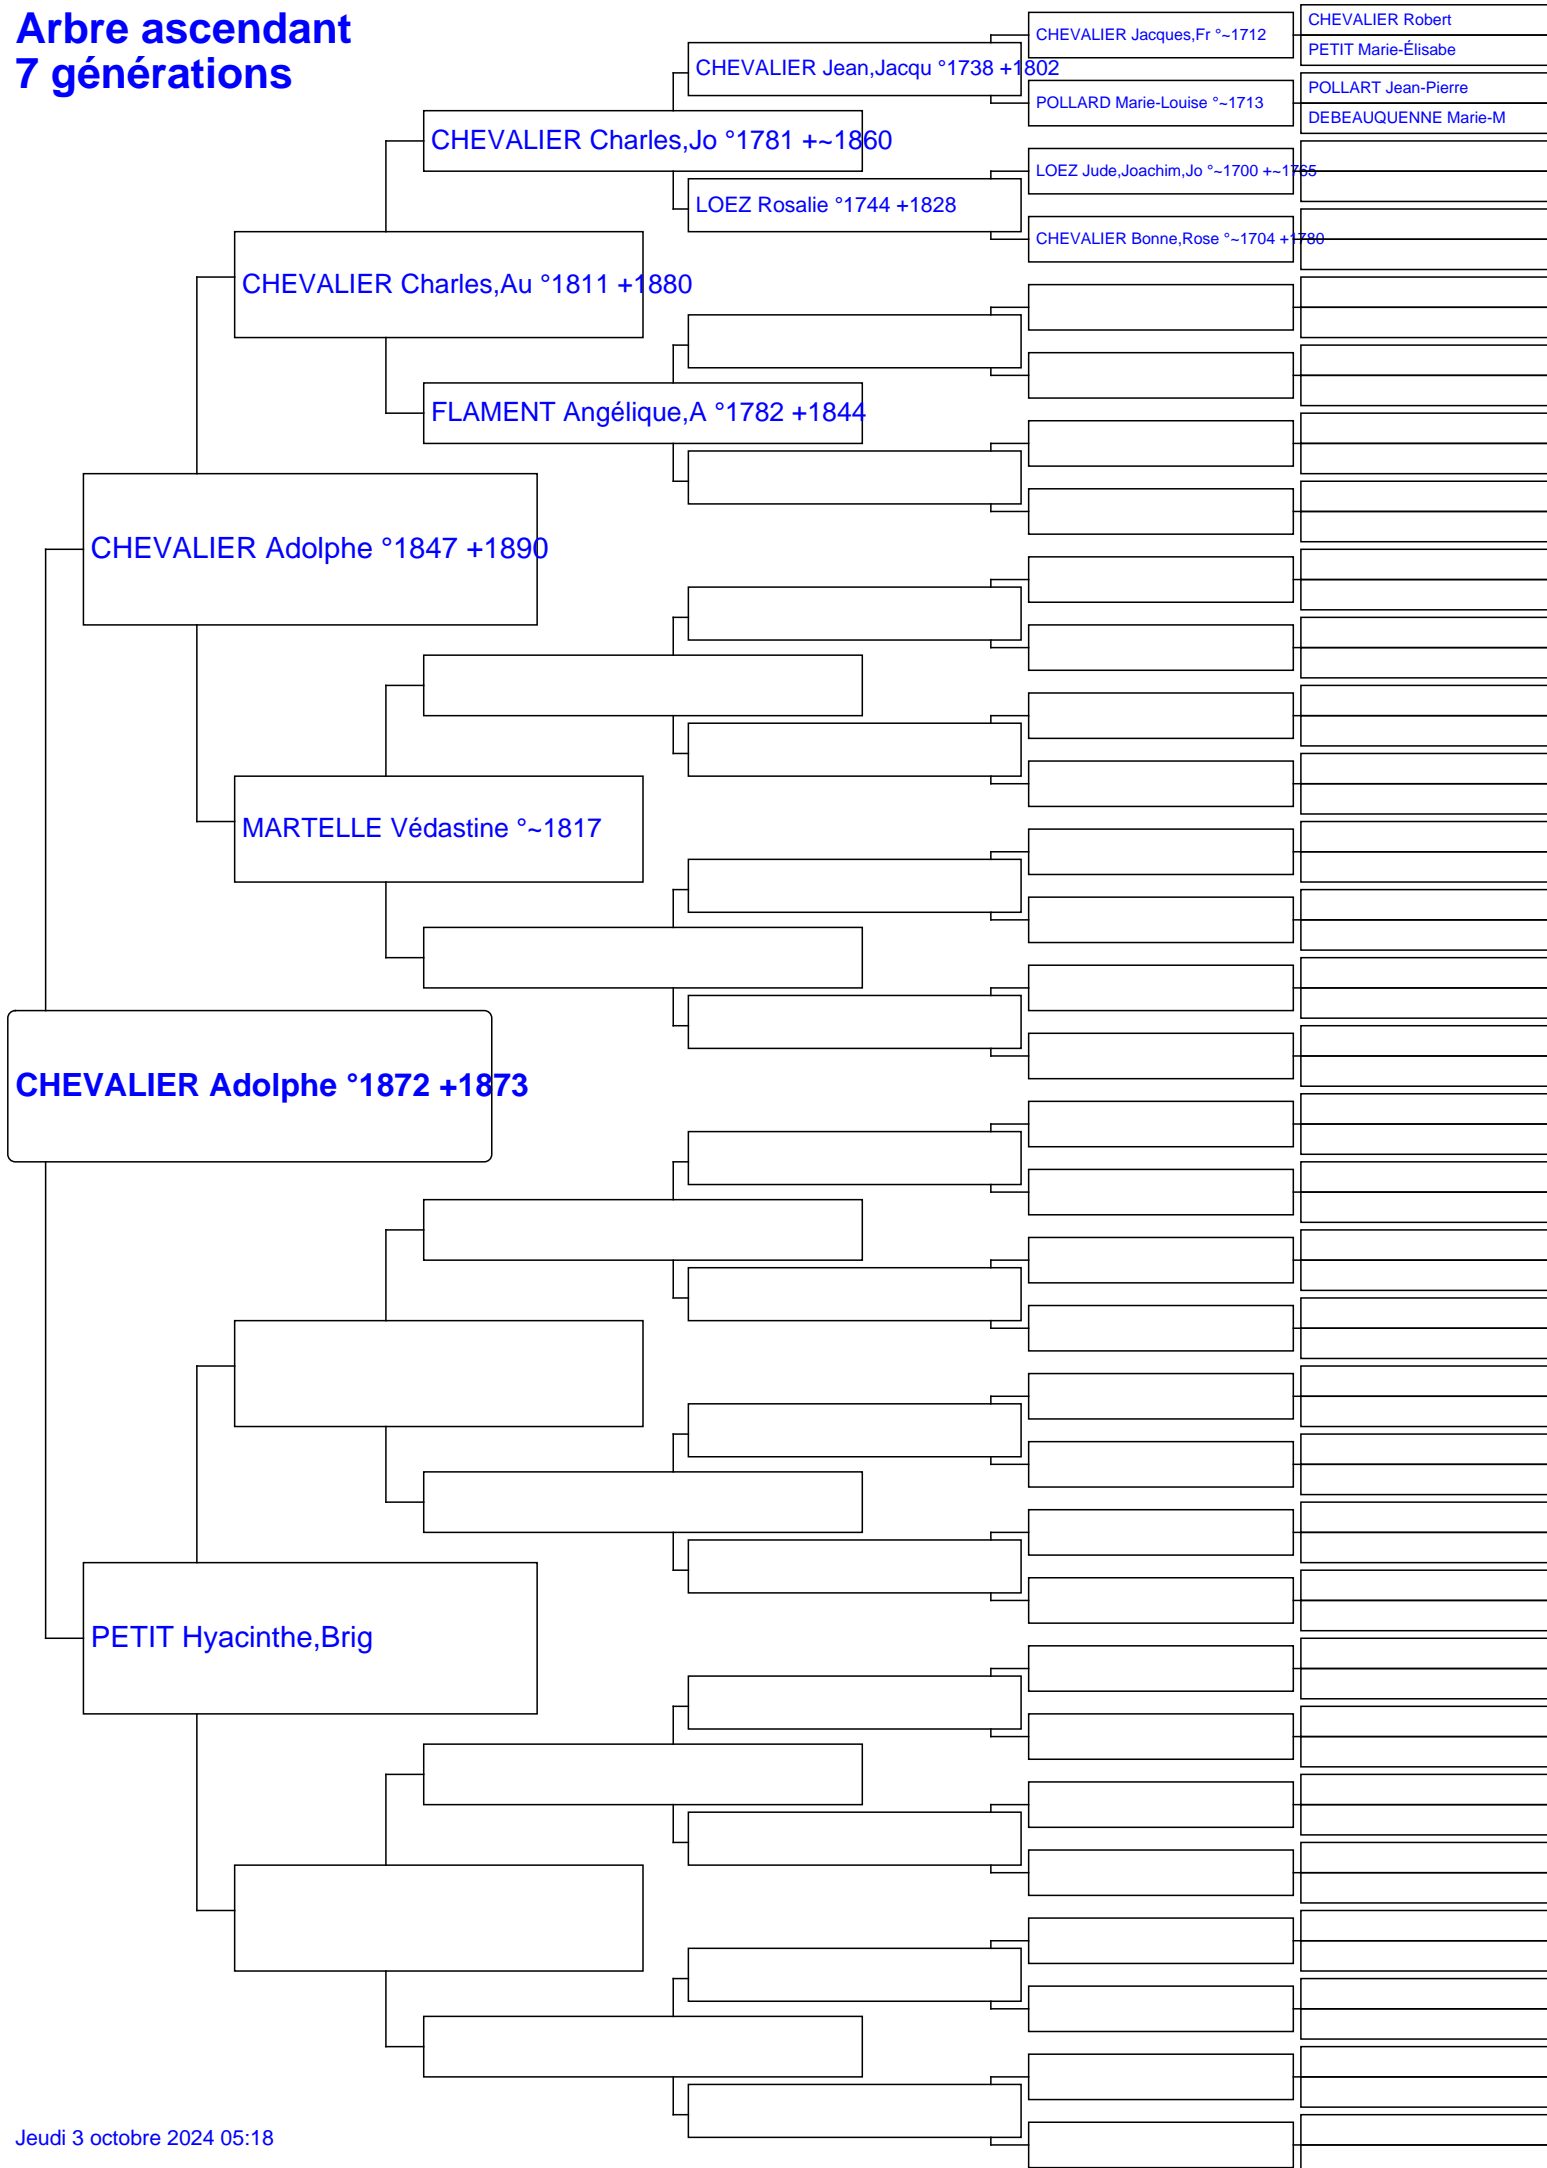 Arbre ascendant
7 générations
CHEVALIER Robert
CHEVALIER Jacques,Fr °~1712
PETIT Marie-Élisabe
CHEVALIER Jean,Jacqu °1738 +1802
POLLART Jean-Pierre
POLLARD Marie-Louise °~1713
DEBEAUQUENNE Marie-M
CHEVALIER Charles,Jo °1781 +~1860
LOEZ Jude,Joachim,Jo °~1700 +~1765
LOEZ Rosalie °1744 +1828
CHEVALIER Bonne,Rose °~1704 +1780
CHEVALIER Charles,Au °1811 +1880
FLAMENT Angélique,A °1782 +1844
CHEVALIER Adolphe °1847 +1890
MARTELLE Védastine °~1817
CHEVALIER Adolphe °1872 +1873
PETIT Hyacinthe,Brig
Jeudi 3 octobre 2024 05:18